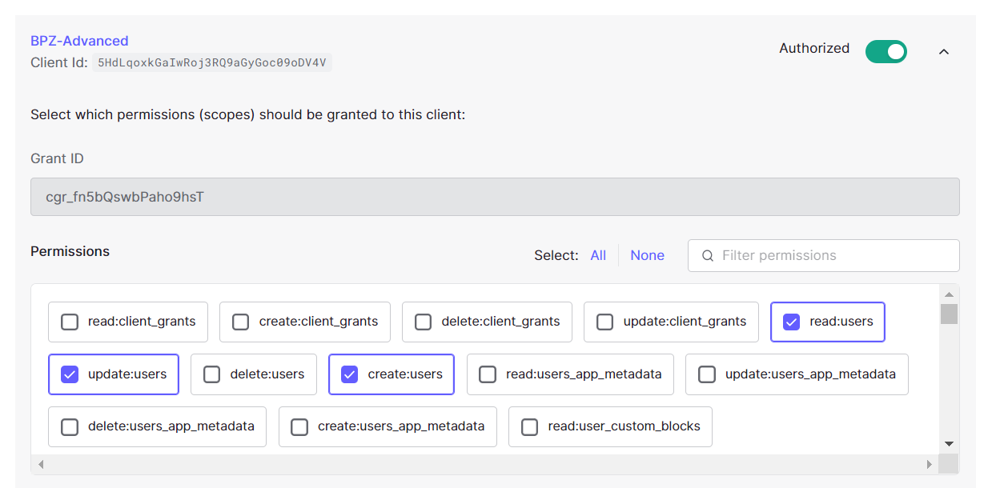 BPZ-Advanced
Authorized
Client Id: 5HdLqoxkGaIwRoj3RQ9aGyGoc09oDV4V
Select which permissions (scopes) should be granted to this client:
Grant ID
cgr_fn5bQswbPaho9hsT
Permissions Select: All None Filter permissions
read:client_grants create:client_grants delete:client_grants update:client_grants read:users
update:users delete:users create:users read:users_app_metadata update:users_app_metadata
delete:users_app_metadata create:users_app_metadata read:user_custom_blocks